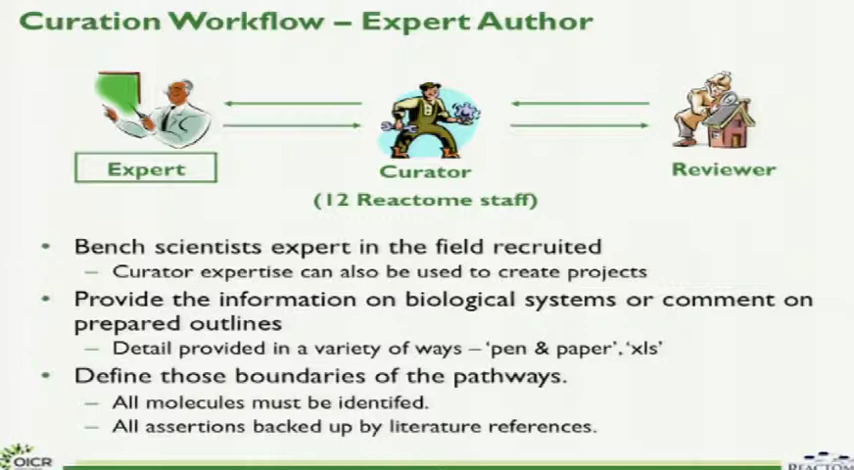 Curation Workflow – Expert Author
Expert
Curator
Reviewer
(12 Reactome staff)
• Bench scientists expert in the field recruited
– Curator expertise can also be used to create projects
• Provide the information on biological systems or comment on
prepared outlines
– Detail provided in a variety of ways – ‘pen & paper’, ‘xls’
• Define those boundaries of the pathways.
– All molecules must be identifed.
– All assertions backed up by literature references.
OICR
REACTOME